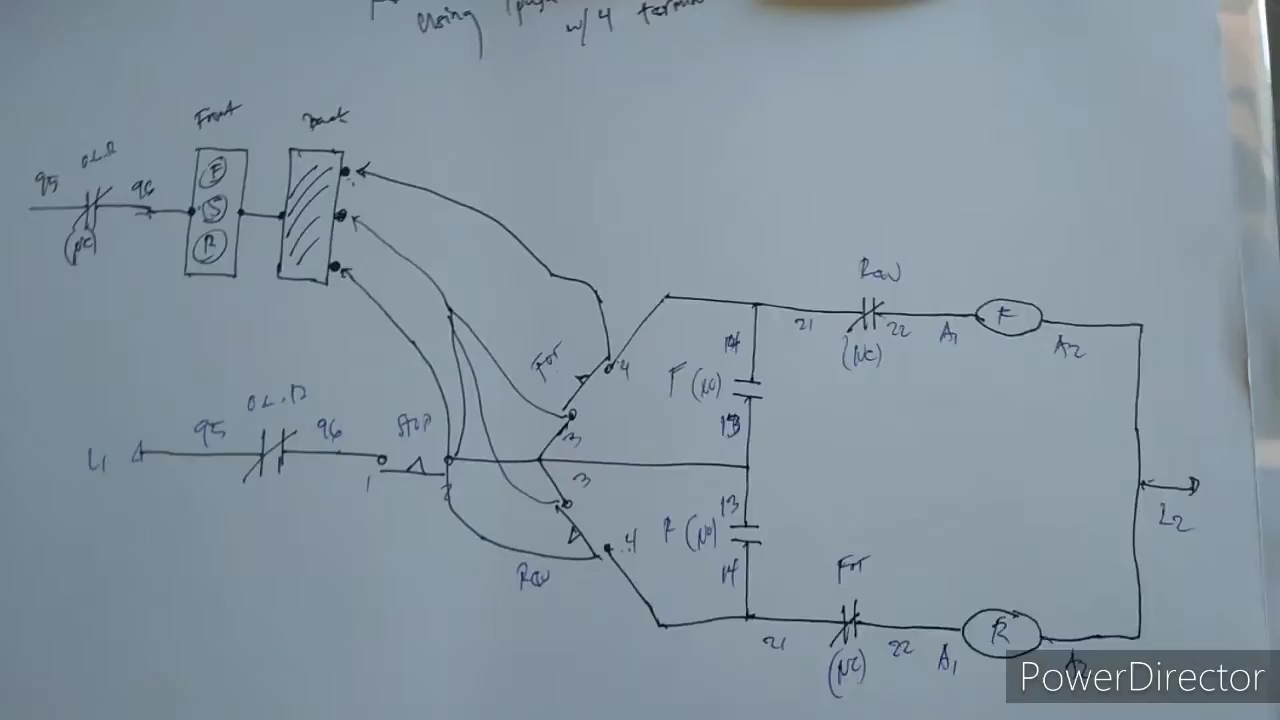 Using
w/ 4
Front
Back
O.L.R
95
96
(NC)
F
S
R
Rev
21
22
A1
F
A2
(NC)
14
For
4
F (NO)
13
3
O.L.R
95
96
STOP
L1
1
2
3
13
L2
R (NO)
4
14
Rev
For
21
22
A1
R
(NC)
PowerDirector